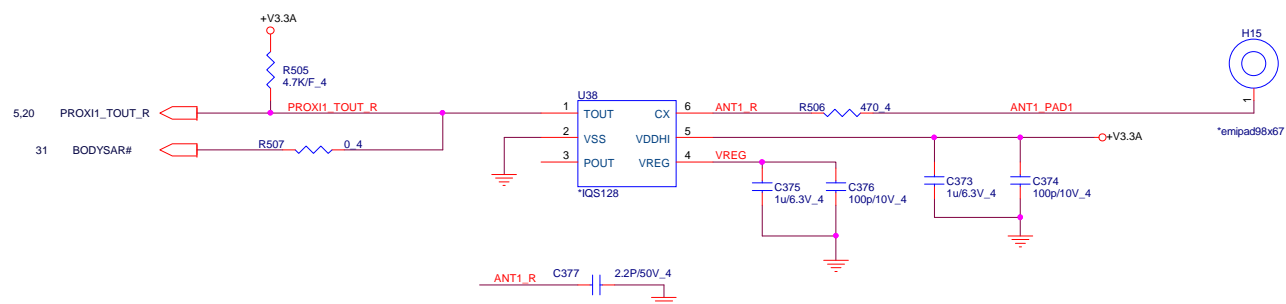 +V3.3A
H15
R505
4.7K/F_4
U38
5,20 PROXI1_TOUT_R
PROXI1_TOUT_R
1 TOUT CX 6
ANT1_R
R506 470_4
ANT1_PAD1
1
2 VSS VDDHI 5
+V3.3A
*emipad98x67
31 BODYSAR#
R507 0_4
3 POUT VREG 4
VREG
*IQS128
C375
1u/6.3V_4
C376
100p/10V_4
C373
1u/6.3V_4
C374
100p/10V_4
ANT1_R
C377 2.2P/50V_4